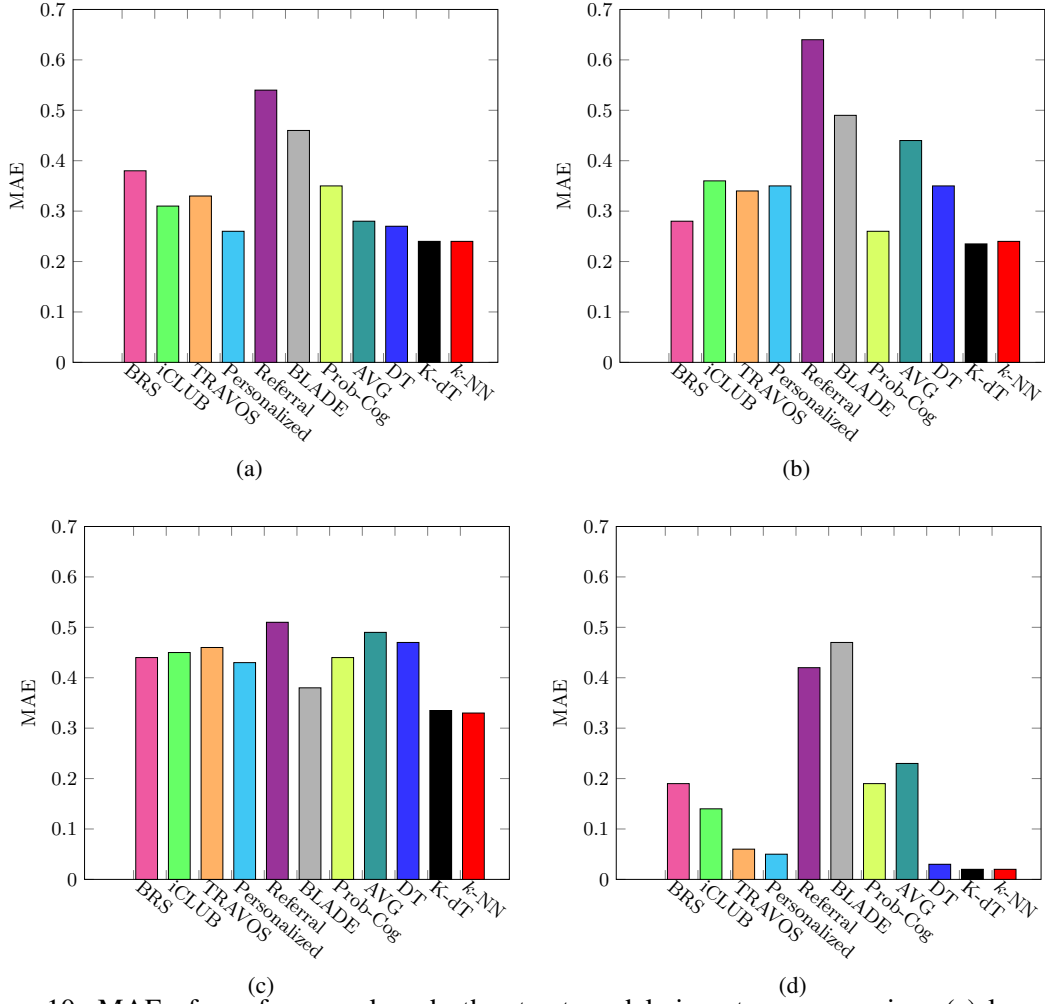 0.7
0.6
0.5
0.4
0.3
0.2
0.1
0
MAE
BRS
iCLUB
TRAVOS
Personalized
Referral
BLADE
Prob-Cog
AVG
DT
K-dT
k-NN
(a)
0.7
0.6
0.5
0.4
0.3
0.2
0.1
0
MAE
BRS
iCLUB
TRAVOS
Personalized
Referral
BLADE
Prob-Cog
AVG
DT
K-dT
k-NN
(b)
0.7
0.6
0.5
0.4
0.3
0.2
0.1
0
MAE
BRS
iCLUB
TRAVOS
Personalized
Referral
BLADE
Prob-Cog
AVG
DT
K-dT
k-NN
(c)
0.7
0.6
0.5
0.4
0.3
0.2
0.1
0
MAE
BRS
iCLUB
TRAVOS
Personalized
Referral
BLADE
Prob-Cog
AVG
DT
K-dT
k-NN
(d)